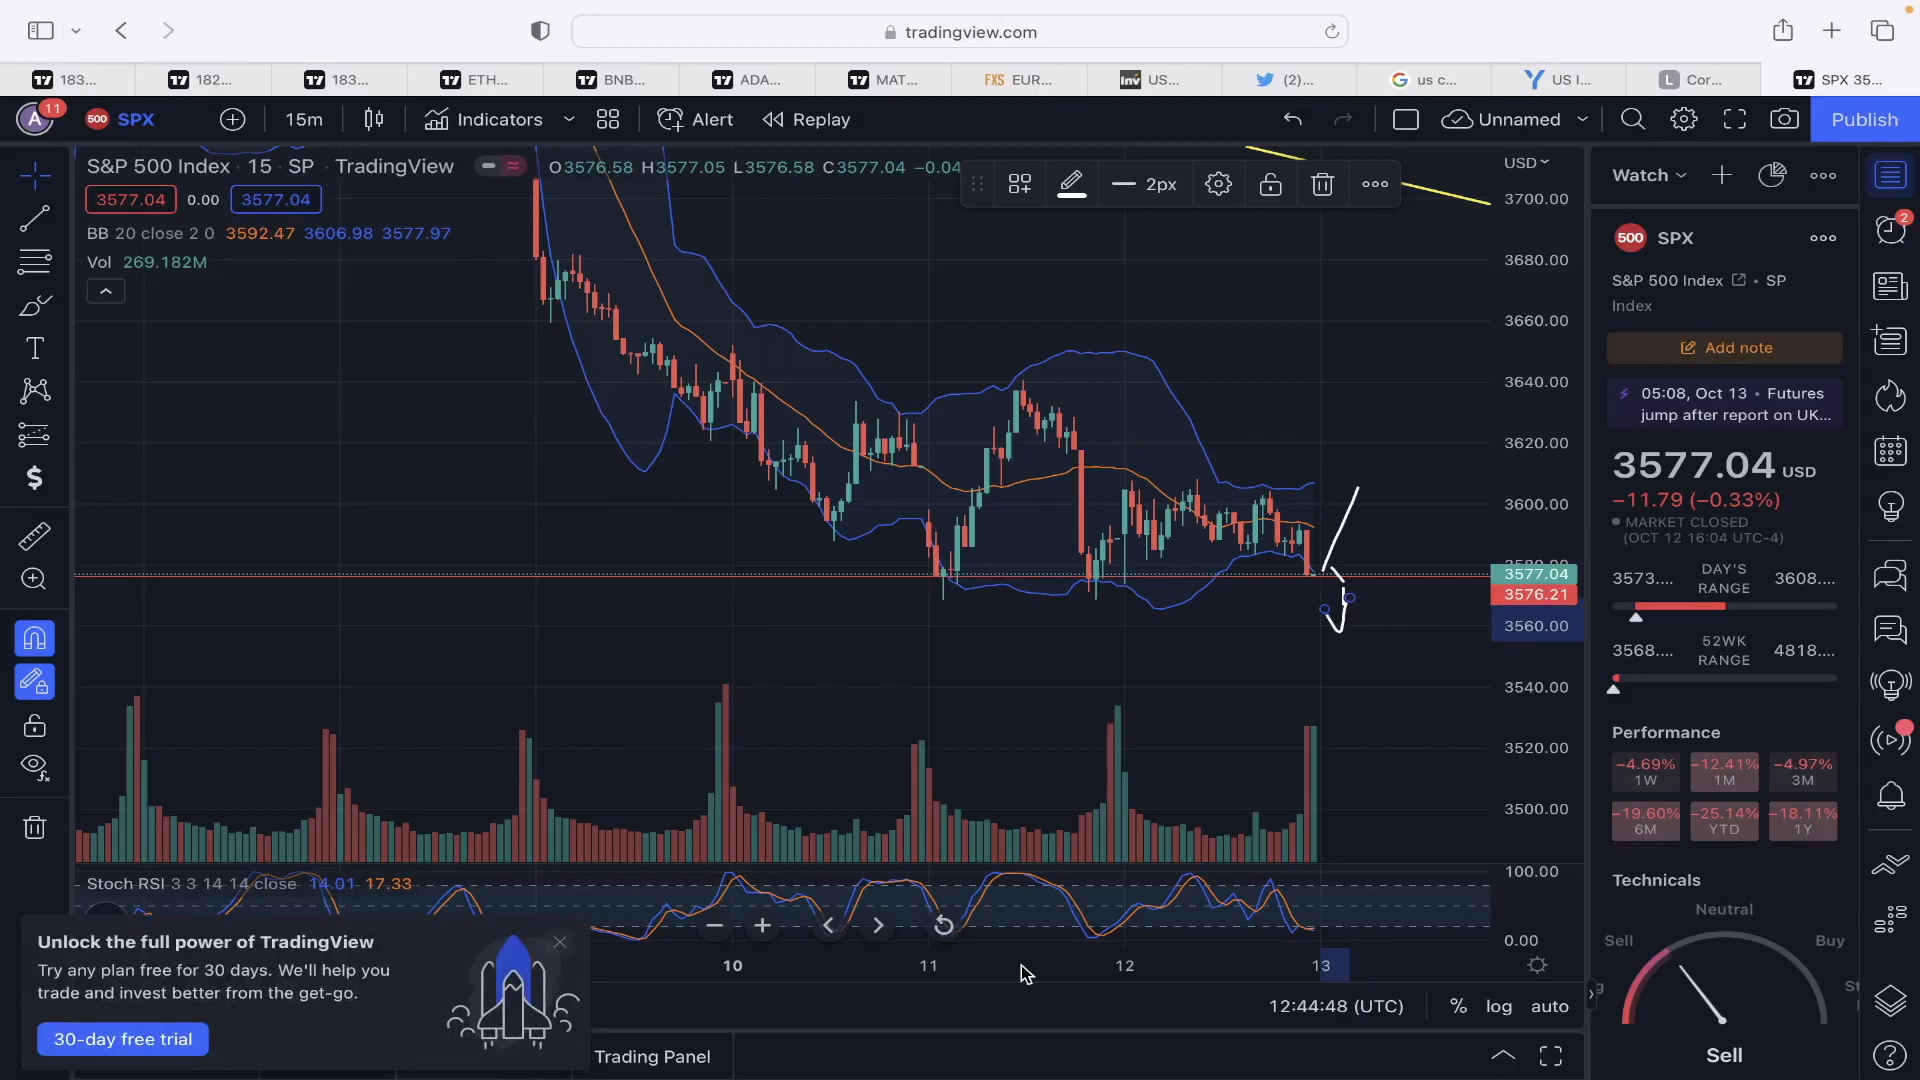 tradingview.com
183...
182...
183...
ETH...
BNB...
ADA...
MAT...
FXS EUR...
Inv US...
(2)...
us c...
US I...
L Cor...
SPX 35...
A 11
500 SPX
15m
Indicators
Alert
Replay
Unnamed
Publish
S&P 500 Index · 15 · SP · TradingView
O3576.58 H3577.05 L3576.58 C3577.04 −0.04
2px
3577.04 0.00 3577.04
BB 20 close 2 0 3592.47 3606.98 3577.97
Vol 269.182M
USD
3700.00
3680.00
3660.00
3640.00
3620.00
3600.00
3580.00
3577.04
3576.21
3560.00
3540.00
3520.00
3500.00
Stoch RSI 3 3 14 14 close 14.01 17.33
100.00
0.00
10
11
12
13
12:44:48 (UTC)
% log auto
Unlock the full power of TradingView
Try any plan free for 30 days. We'll help you
trade and invest better from the get-go.
30-day free trial
Trading Panel
Watch
500 SPX
S&P 500 Index • SP
Index
Add note
05:08, Oct 13 • Futures
jump after report on UK...
3577.04 USD
−11.79 (−0.33%)
MARKET CLOSED
(OCT 12 16:04 UTC-4)
3573.... DAY'S RANGE 3608....
3568.... 52WK RANGE 4818....
Performance
−4.69% 1W
−12.41% 1M
−4.97% 3M
−19.60% 6M
−25.14% YTD
−18.11% 1Y
Technicals
Neutral
Sell
Buy
Sell
2